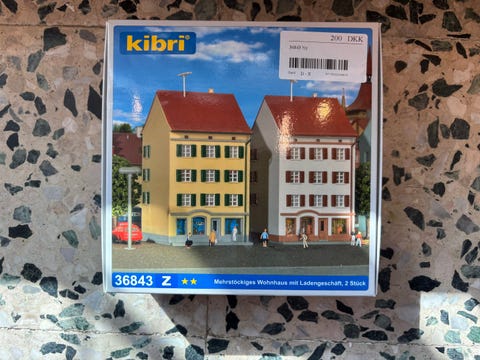 kibri
200 DKK
36843 Z
Mehrstöckiges Wohnhaus mit Ladengeschäft, 2 Stück